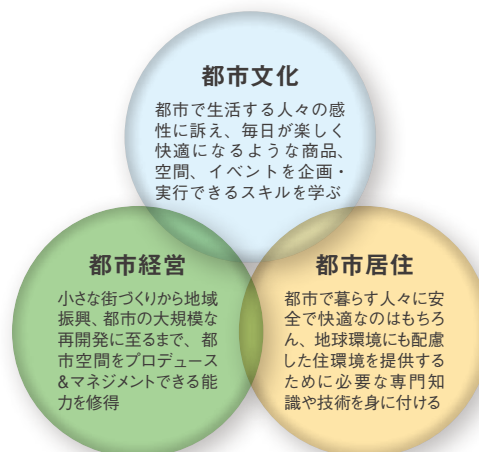 都市文化
都市で生活する人々の感
性に訴え、毎日が楽しく
快適になるような商品、
空間、イベントを企画・
実行できるスキルを学ぶ
都市経営
小さな街づくりから地域
振興、都市の大規模な
再開発に至るまで、都
市空間をプロデュース
&マネジメントできる能
力を修得
都市居住
都市で暮らす人々に安
全で快適なのはもちろ
ん、地球環境にも配慮
した住環境を提供する
ために必要な専門知
識や技術を身に付ける